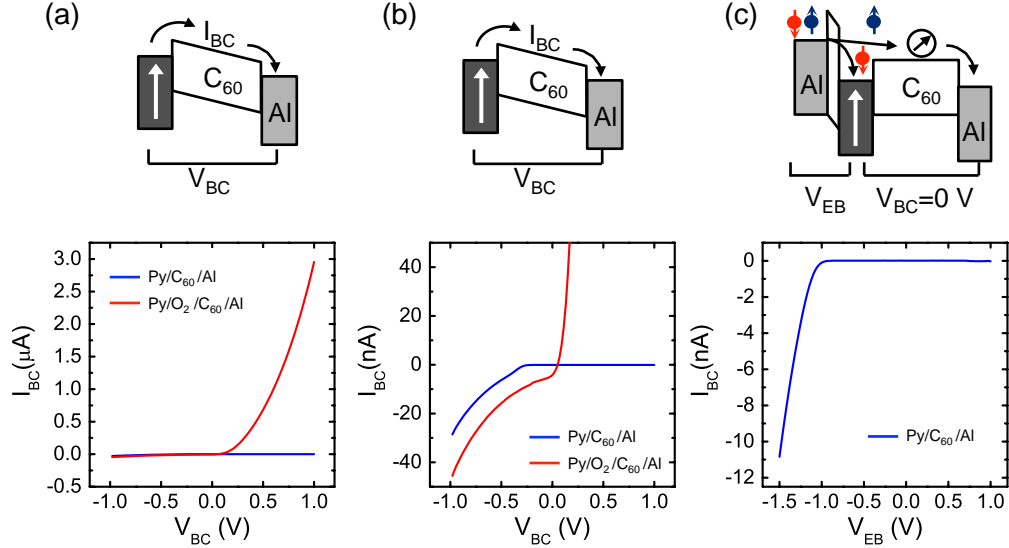 (a)
I_BC
C_60
Al
V_BC
3.0
2.5
2.0
1.5
1.0
0.5
0.0
-0.5
I_BC(μA)
Py/C_60/Al
Py/O_2/C_60/Al
-1.0 -0.5 0.0 0.5 1.0
V_BC (V)
(b)
I_BC
C_60
Al
V_BC
40
20
0
-20
-40
I_BC(nA)
Py/C_60/Al
Py/O_2/C_60/Al
-1.0 -0.5 0.0 0.5 1.0
V_BC (V)
(c)
Al
C_60
Al
V_EB V_BC=0 V
0
-2
-4
-6
-8
-10
-12
I_BC(nA)
Py/C_60/Al
-1.5 -1.0 -0.5 0.0 0.5 1.0
V_EB (V)